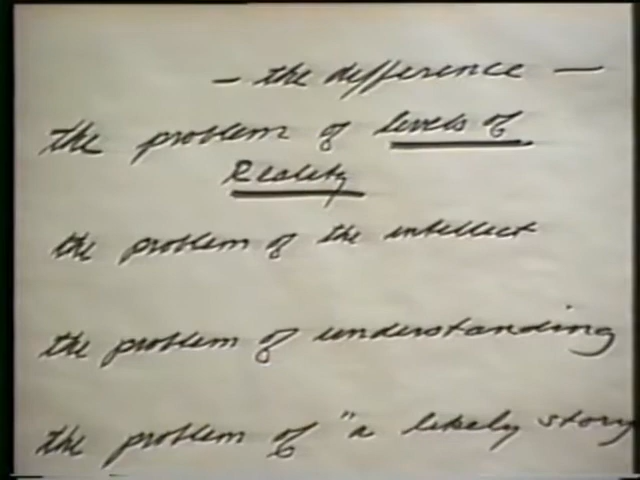 — the difference —
the problem of levels of
Reality
the problem of the intellect
the problem of understanding
the problem of "a likely story